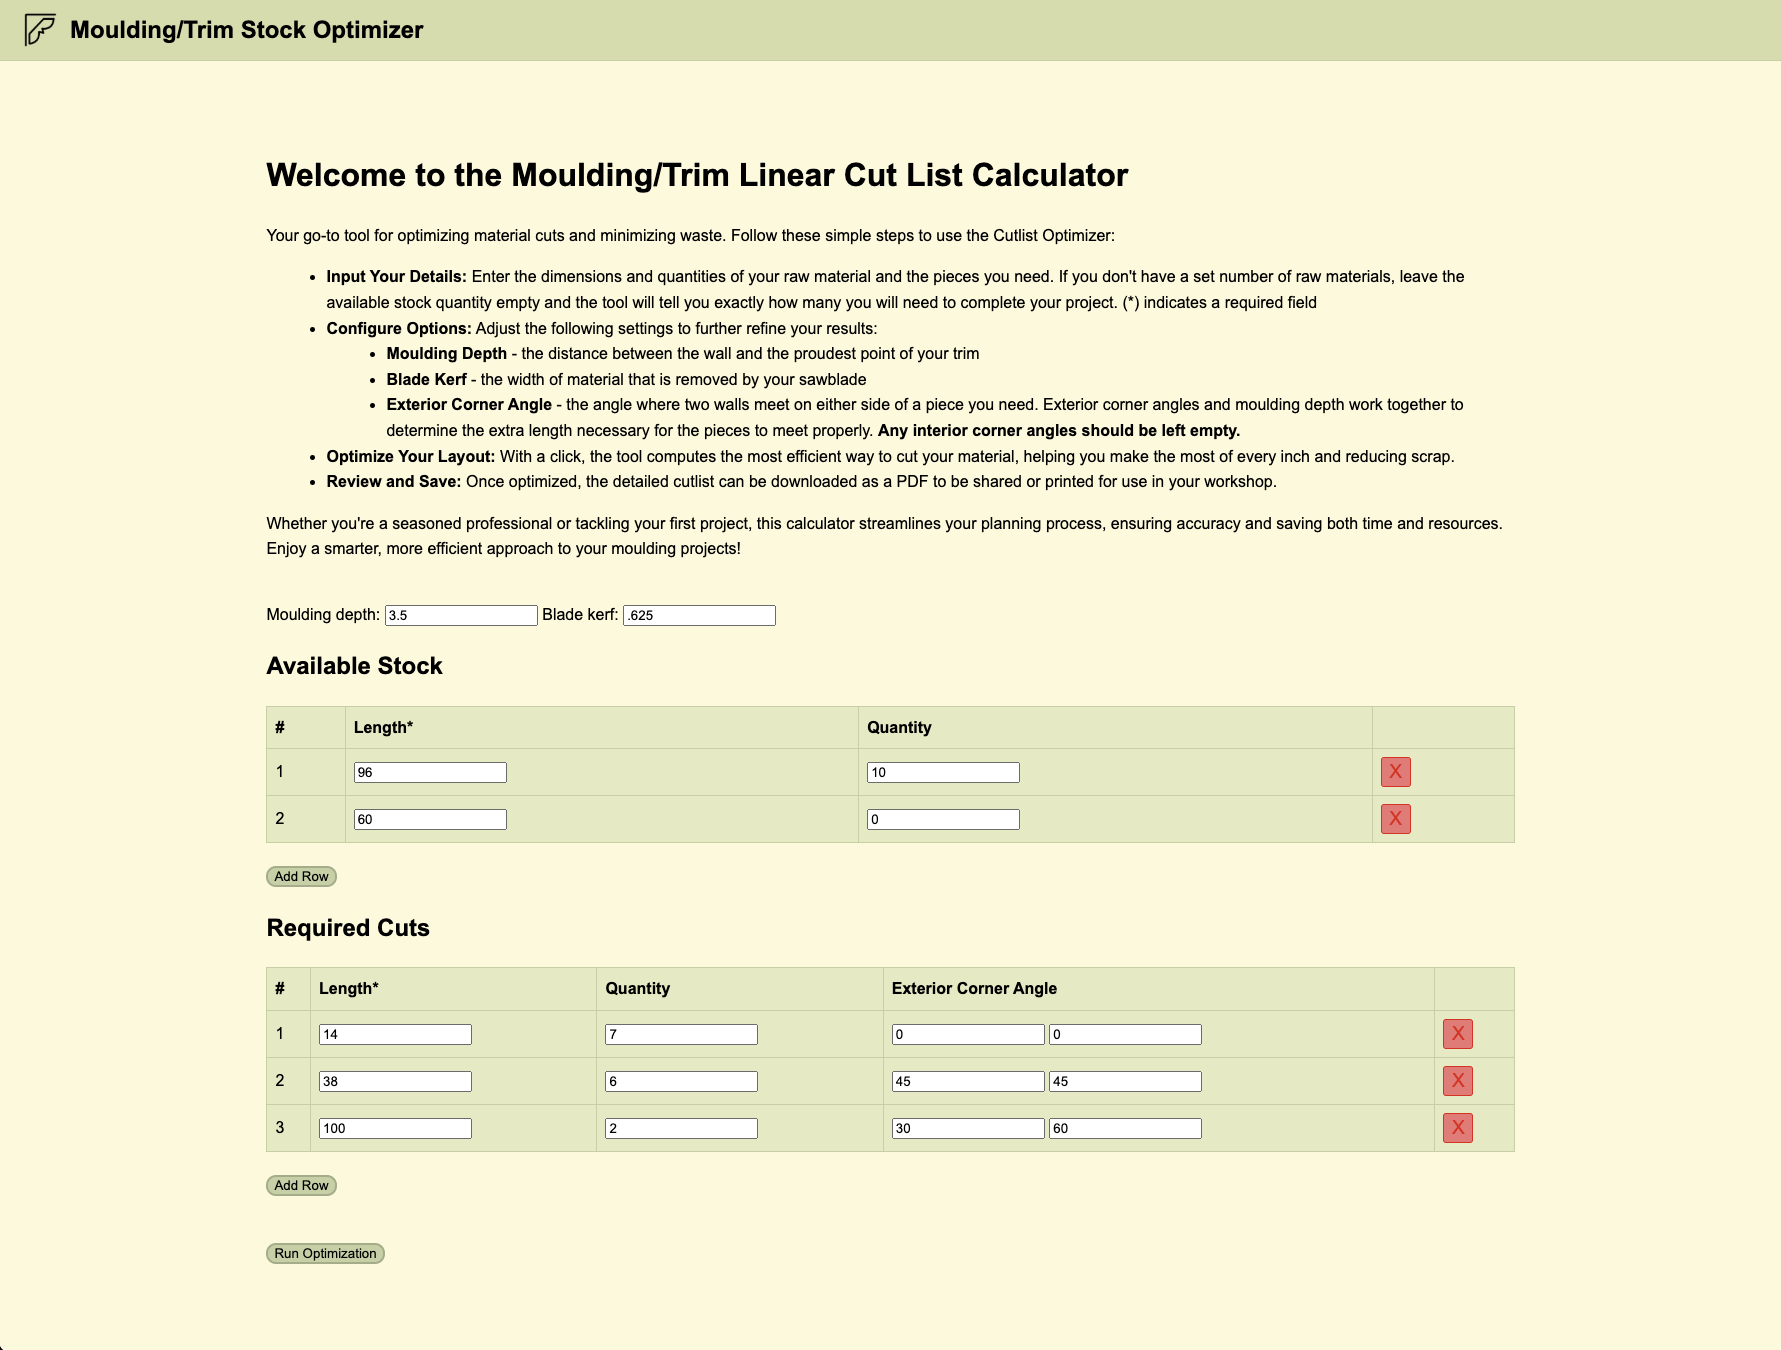 Moulding/Trim Stock Optimizer
Welcome to the Moulding/Trim Linear Cut List Calculator
Your go-to tool for optimizing material cuts and minimizing waste. Follow these simple steps to use the Cutlist Optimizer:
• Input Your Details: Enter the dimensions and quantities of your raw material and the pieces you need. If you don't have a set number of raw materials, leave the
available stock quantity empty and the tool will tell you exactly how many you will need to complete your project. (*) indicates a required field
• Configure Options: Adjust the following settings to further refine your results:
• Moulding Depth - the distance between the wall and the proudest point of your trim
• Blade Kerf - the width of material that is removed by your sawblade
• Exterior Corner Angle - the angle where two walls meet on either side of a piece you need. Exterior corner angles and moulding depth work together to
determine the extra length necessary for the pieces to meet properly. Any interior corner angles should be left empty.
• Optimize Your Layout: With a click, the tool computes the most efficient way to cut your material, helping you make the most of every inch and reducing scrap.
• Review and Save: Once optimized, the detailed cutlist can be downloaded as a PDF to be shared or printed for use in your workshop.
Whether you're a seasoned professional or tackling your first project, this calculator streamlines your planning process, ensuring accuracy and saving both time and resources.
Enjoy a smarter, more efficient approach to your moulding projects!
Moulding depth: 3.5 Blade kerf: .625
Available Stock
# Length* Quantity
1 96 10 X
2 60 0 X
Add Row
Required Cuts
# Length* Quantity Exterior Corner Angle
1 14 7 0 0 X
2 38 6 45 45 X
3 100 2 30 60 X
Add Row
Run Optimization